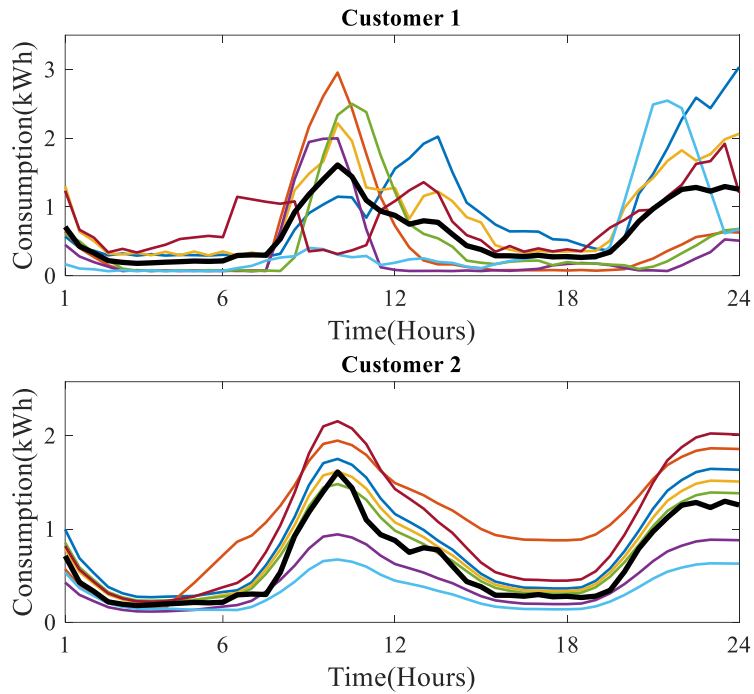 Customer 1
Consumption(kWh)
3
2
1
0
1 6 12 18 24
Time(Hours)
Customer 2
Consumption(kWh)
2
1
0
1 6 12 18 24
Time(Hours)